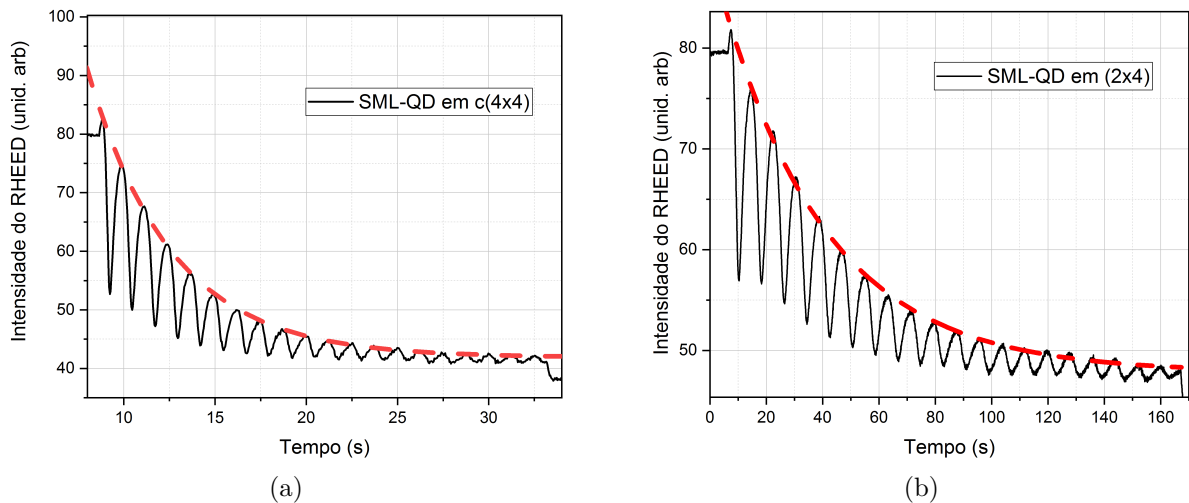 100
90
80
70
60
50
40
Intensidade do RHEED (unid. arb)
SML-QD em c(4x4)
10 15 20 25 30
Tempo (s)
(a)
80
70
60
50
Intensidade do RHEED (unid. arb)
SML-QD em (2x4)
0 20 40 60 80 100 120 140 160
Tempo (s)
(b)